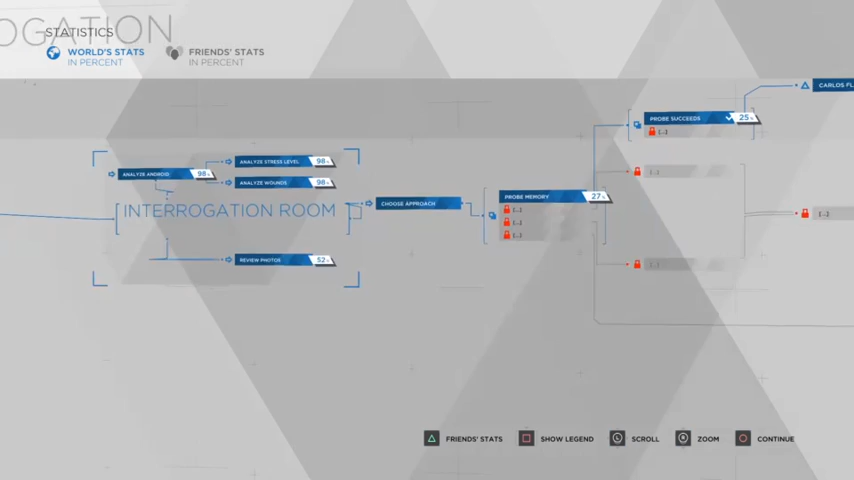 OGATION
STATISTICS
WORLD'S STATS
IN PERCENT
FRIENDS' STATS
IN PERCENT
CARLOS FL
PROBE SUCCEEDS 25%
[...]
ANALYZE STRESS LEVEL 98%
ANALYZE ANDROID 98%
[...]
ANALYZE WOUNDS 98%
PROBE MEMORY 27%
CHOOSE APPROACH
INTERROGATION ROOM
[...]
[...]
[...]
[...]
REVIEW PHOTOS 52%
[...]
FRIENDS' STATS
SHOW LEGEND
L SCROLL
R ZOOM
CONTINUE